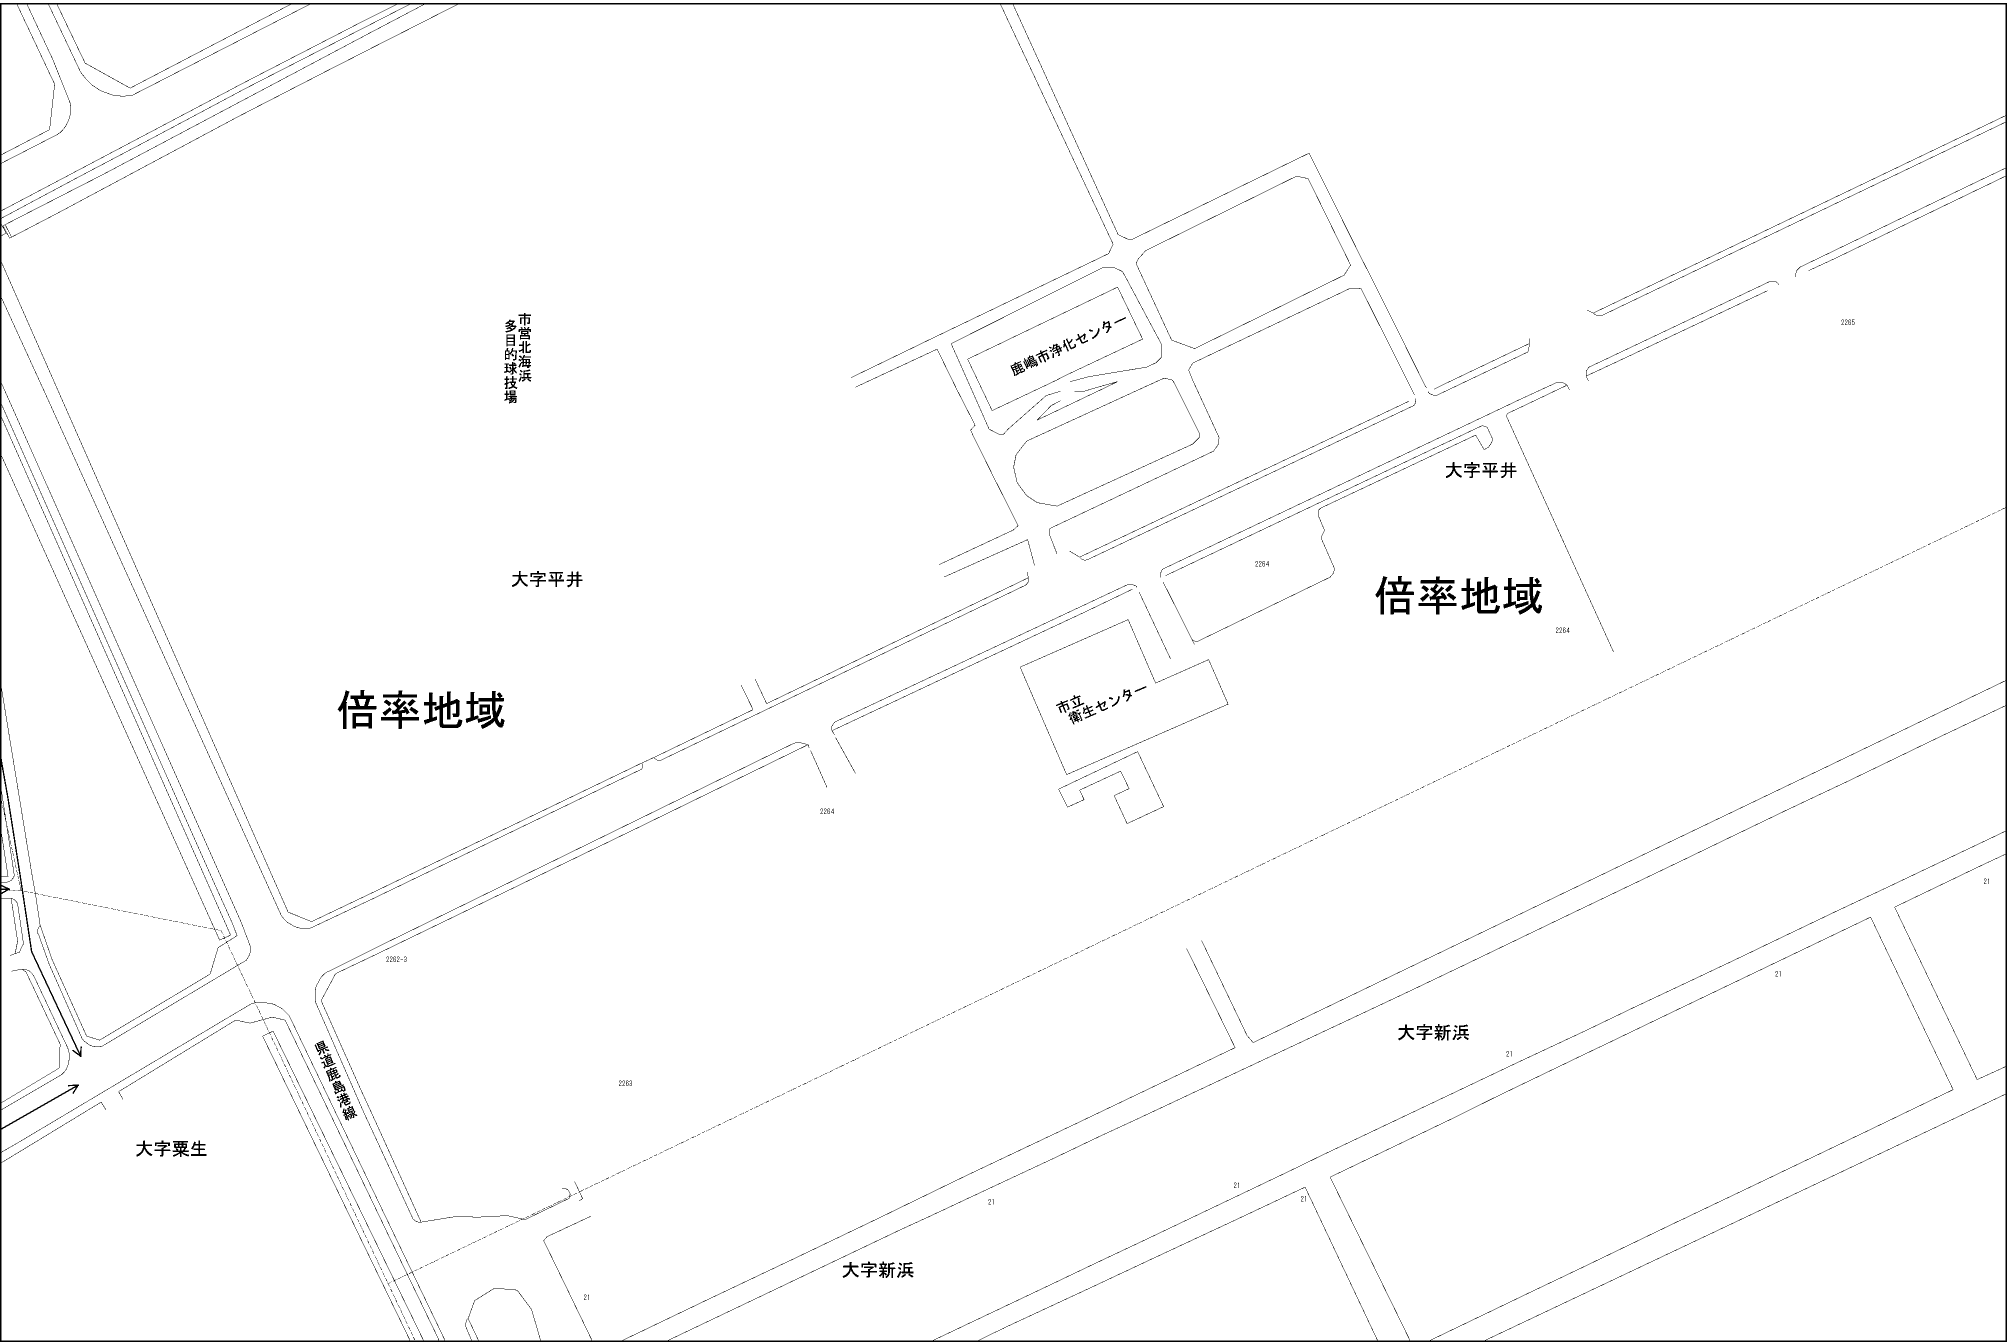 市営北海浜
多目的球技場
鹿嶋市浄化センター
2265
大字平井
大字平井
2264
倍率地域
2264
倍率地域
市立
衛生センター
2264
21
2262-3
21
大字新浜
県道鹿島港線
21
2263
大字粟生
21
21
21
大字新浜
21